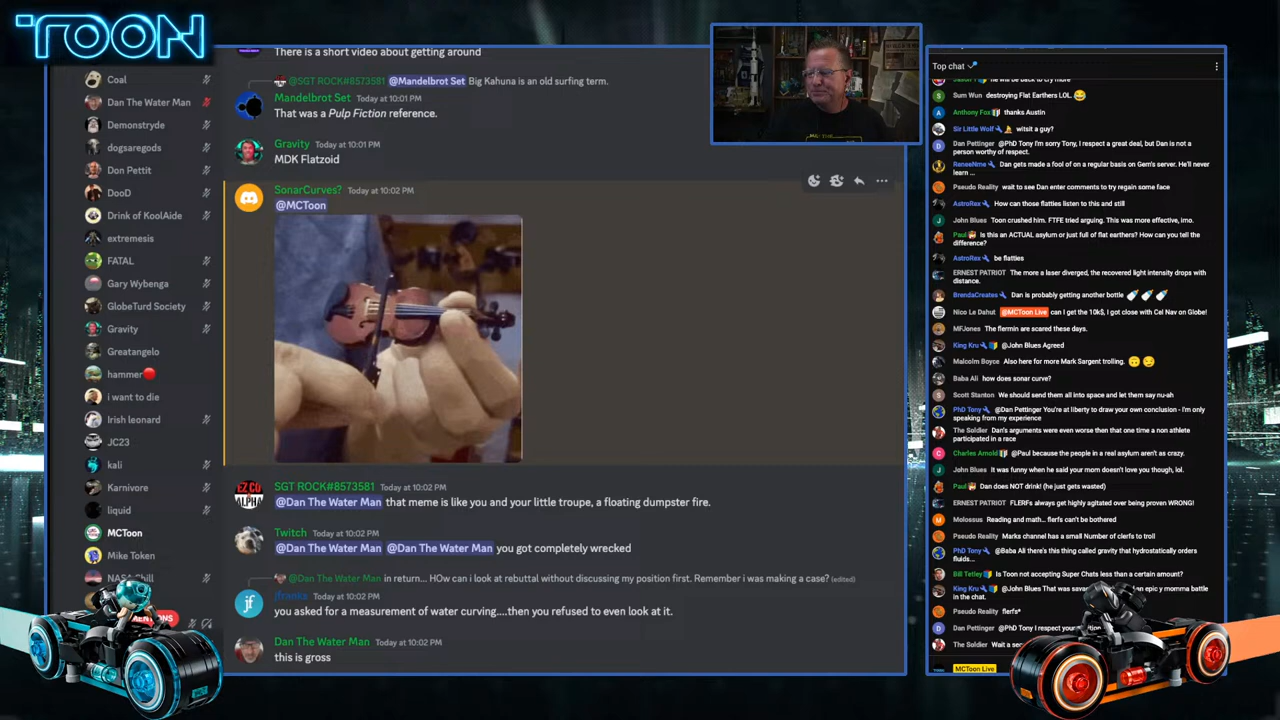 TOON
There is a short video about getting around
@SGT ROCK#8573581 @Mandelbrot Set Big Kahuna is an old surfing term.
Mandelbrot Set Today at 10:01 PM
That was a Pulp Fiction reference.
Gravity Today at 10:01 PM
MDK Flatzoid
SonarCurves? Today at 10:02 PM
@MCToon
SGT ROCK#8573581 Today at 10:02 PM
@Dan The Water Man that meme is like you and your little troupe, a floating dumpster fire.
Twitch Today at 10:02 PM
@Dan The Water Man @Dan The Water Man you got completely wrecked
@Dan The Water Man in return... HOw can i look at rebuttal without discussing my position first. Remember i was making a case? (edited)
jfranks Today at 10:02 PM
you asked for a measurement of water curving....then you refused to even look at it.
Dan The Water Man Today at 10:02 PM
this is gross
Coal
Dan The Water Man
Demonstryde
dogsaregods
Don Pettit
DooD
Drink of KoolAide
extremesis
FATAL
Gary Wybenga
GlobeTurd Society
Gravity
Greatangelo
hammer
i want to die
Irish leonard
JC23
kali
Karnivore
liquid
MCToon
Mike Token
Top chat
Sum Wun destroying Flat Earthers LOL.
Anthony Fox thanks Austin
Sir Little Wolf witsit a guy?
Dan Pettinger @PhD Tony I'm sorry Tony, I respect a great deal, but Dan is not a
person worthy of respect.
ReneeNme Dan gets made a fool of on a regular basis on Gem's server. He'll never
learn ...
Pseudo Reality wait to see Dan enter comments to try regain some face
AstroRex How can those flatties listen to this and still
John Blues Toon crushed him. FTFE tried arguing. This was more effective, imo.
Paul Is this an ACTUAL asylum or just full of flat earthers? How can you tell the
difference?
AstroRex be flatties
ERNEST PATRIOT The more a laser diverged, the recovered light intensity drops with
distance.
BrendaCreates Dan is probably getting another bottle
Nico Le Dahut @MCToon Live can I get the 10k$, I got close with Cel Nav on Globe!
MFJones The flermin are scared these days.
King Kru @John Blues Agreed
Malcolm Boyce Also here for more Mark Sargent trolling.
Baba Ali how does sonar curve?
Scott Stanton We should send them all into space and let them say nu-ah
PhD Tony @Dan Pettinger You're at liberty to draw your own conclusion - I'm only
speaking from my experience
The Soldier Dan's arguments were even worse then that one time a non athlete
participated in a race
Charles Arnold @Paul because the people in a real asylum aren't as crazy.
John Blues It was funny when he said your mom doesn't love you though, lol.
Paul Dan does NOT drink! (he just gets wasted)
ERNEST PATRIOT FLERFs always get highly agitated over being proven WRONG!
Molossus Reading and math... flerfs can't be bothered
Pseudo Reality Marks channel has a small Number of clerfs to troll
PhD Tony @Baba Ali there's this thing called gravity that hydrostatically orders
fluids...
Bill Tetley Is Toon not accepting Super Chats less than a certain amount?
King Kru @John Blues That was sava an epic y momma battle
in the chat.
Pseudo Reality flerfs*
Dan Pettinger @PhD Tony I respect your
The Soldier Wait a se
MCToon Live